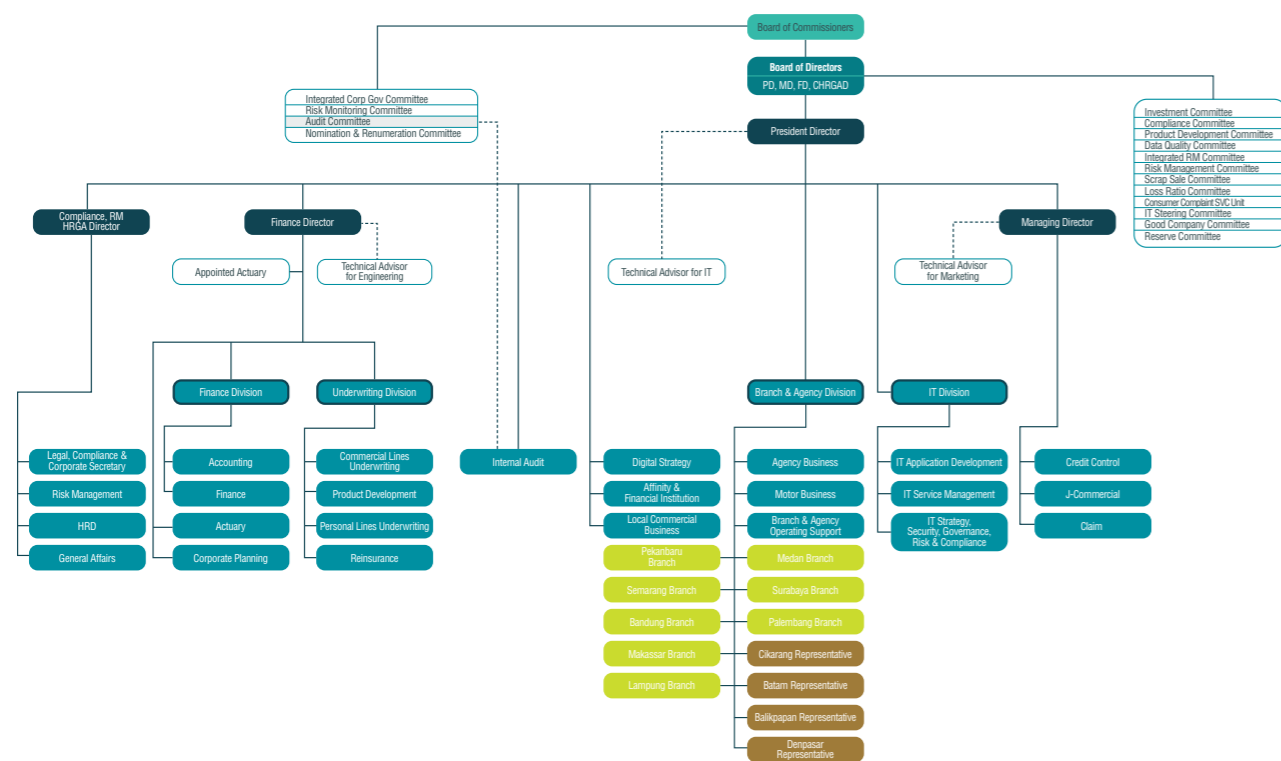 Board of Commissioners
Board of Directors
PD, MD, FD, CHRGAD
Integrated Corp Gov Committee
Risk Monitoring Committee
Audit Committee
Nomination & Renumeration Committee
President Director
Investment Committee
Compliance Committee
Product Development Committee
Data Quality Committee
Integrated RM Committee
Risk Management Committee
Scrap Sale Committee
Loss Ratio Committee
Consumer Complaint SVC Unit
IT Steering Committee
Good Company Committee
Reserve Committee
Compliance, RM
HRGA Director
Finance Director
Managing Director
Appointed Actuary
Technical Advisor
for Engineering
Technical Advisor for IT
Technical Advisor
for Marketing
Finance Division
Underwriting Division
Branch & Agency Division
IT Division
Legal, Compliance &
Corporate Secretary
Risk Management
HRD
General Affairs
Accounting
Finance
Actuary
Corporate Planning
Commercial Lines
Underwriting
Product Development
Personal Lines Underwriting
Reinsurance
Internal Audit
Digital Strategy
Affinity &
Financial Institution
Local Commercial
Business
Pekanbaru
Branch
Semarang Branch
Bandung Branch
Makassar Branch
Lampung Branch
Agency Business
Motor Business
Branch & Agency
Operating Support
Medan Branch
Surabaya Branch
Palembang Branch
Cikarang Representative
Batam Representative
Balikpapan Representative
Denpasar
Representative
IT Application Development
IT Service Management
IT Strategy,
Security, Governance,
Risk & Compliance
Credit Control
J-Commercial
Claim